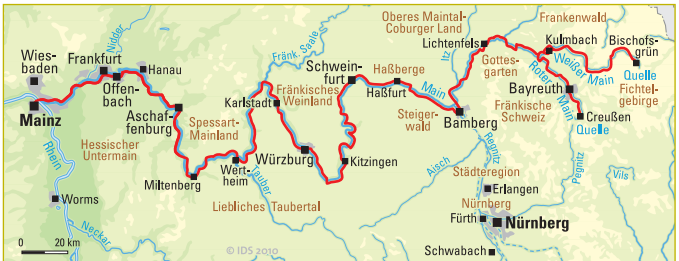 Oberes Maintal-
Coburger Land
Frankenwald
Nidder
Fränk. Saale
Itz
Lichtenfels
Kulmbach
Bischofs-
grün
Wies-
baden
Frankfurt
Hanau
Offen-
bach
Schwein-
furt
Haßberge
Gottes-
garten
Weißer Main
Quelle
Fichtel-
gebirge
Mainz
Karlstadt
Fränkisches
Weinland
Haßfurt
Main
Roter Main
Bayreuth
Aschaf-
fenburg
Spessart-
Mainland
Steiger-
wald
Bamberg
Fränkische
Schweiz
Creußen
Quelle
Hessischer
Untermain
Rhein
Würzburg
Kitzingen
Aisch
Regnitz
Pegnitz
Miltenberg
Wert-
heim
Tauber
Städteregion
Nürnberg
Erlangen
Vils
Worms
Neckar
Liebliches Taubertal
Fürth
Nürnberg
0
20 km
© IDS 2010
Schwabach